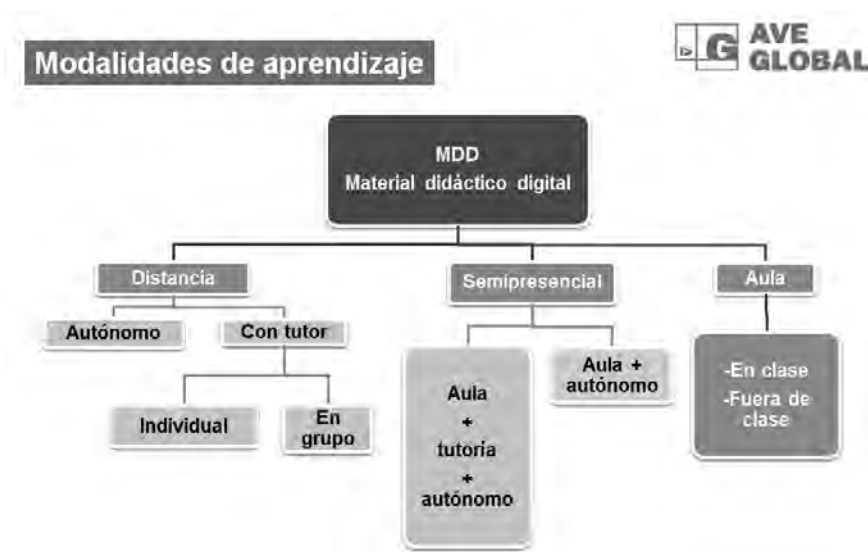 Modalidades de aprendizaje
AVE
GLOBAL
MDD
Material didáctico digital
Distancia
Semipresencial
Aula
Autónomo
Con tutor
Individual
En
grupo
Aula
+
tutoría
+
autónomo
Aula +
autónomo
-En clase
-Fuera de
clase